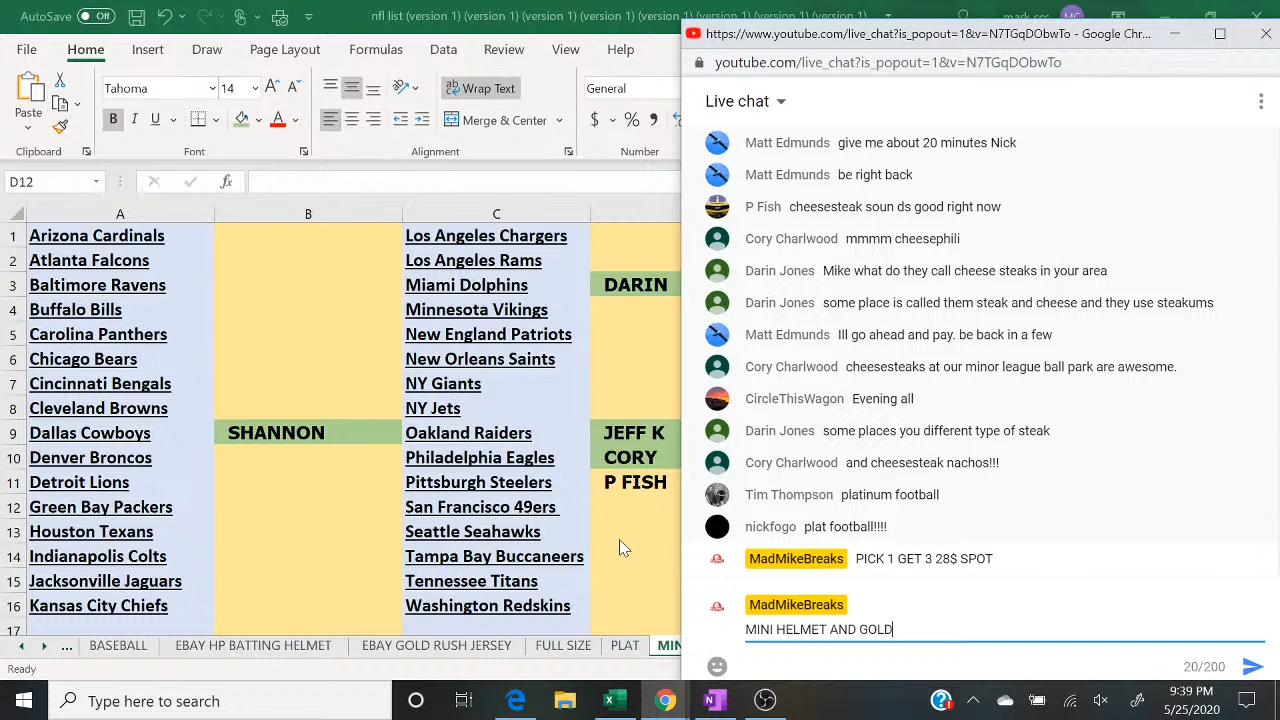 AutoSave Off nfl list (version 1) (version 1) (version 1) (version 1)
File Home Insert Draw Page Layout Formulas Data Review View Help
Tahoma 14 Wrap Text General
Paste B I U Merge & Center $ %
Clipboard Font Alignment Number
D12 fx
A B C
1 Arizona Cardinals Los Angeles Chargers
2 Atlanta Falcons Los Angeles Rams
3 Baltimore Ravens Miami Dolphins DARIN
4 Buffalo Bills Minnesota Vikings
5 Carolina Panthers New England Patriots
6 Chicago Bears New Orleans Saints
7 Cincinnati Bengals NY Giants
8 Cleveland Browns NY Jets
9 Dallas Cowboys SHANNON Oakland Raiders JEFF K
10 Denver Broncos Philadelphia Eagles CORY
11 Detroit Lions Pittsburgh Steelers P FISH
12 Green Bay Packers San Francisco 49ers
13 Houston Texans Seattle Seahawks
14 Indianapolis Colts Tampa Bay Buccaneers
15 Jacksonville Jaguars Tennessee Titans
16 Kansas City Chiefs Washington Redskins
17
... BASEBALL EBAY HP BATTING HELMET EBAY GOLD RUSH JERSEY FULL SIZE PLAT MIN
Ready
https://www.youtube.com/live_chat?is_popout=1&v=N7TGqDObwTo - Google Chr...
youtube.com/live_chat?is_popout=1&v=N7TGqDObwTo
Live chat
Matt Edmunds give me about 20 minutes Nick
Matt Edmunds be right back
P Fish cheesesteak soun ds good right now
Cory Charlwood mmmm cheesephili
Darin Jones Mike what do they call cheese steaks in your area
Darin Jones some place is called them steak and cheese and they use steakums
Matt Edmunds Ill go ahead and pay. be back in a few
Cory Charlwood cheesesteaks at our minor league ball park are awesome.
CircleThisWagon Evening all
Darin Jones some places you different type of steak
Cory Charlwood and cheesesteak nachos!!!
Tim Thompson platinum football
nickfogo plat football!!!!
MadMikeBreaks PICK 1 GET 3 28$ SPOT
MadMikeBreaks
MINI HELMET AND GOLD
20/200
Type here to search
9:39 PM
5/25/2020